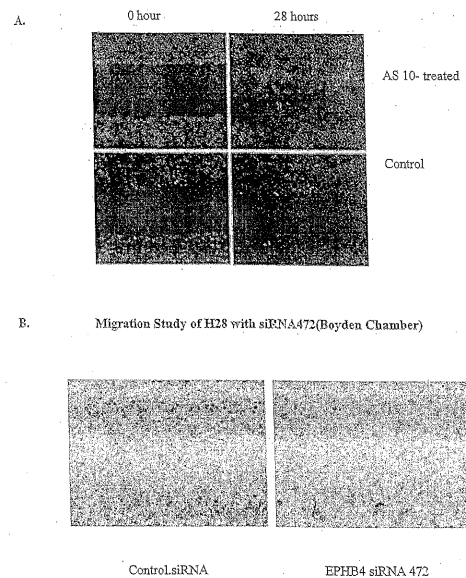 A.
0 hour
28 hours
AS 10- treated
Control
B.
Migration Study of H28 with siRNA472(Boyden Chamber)
Control.siRNA
EPHB4 siRNA 472